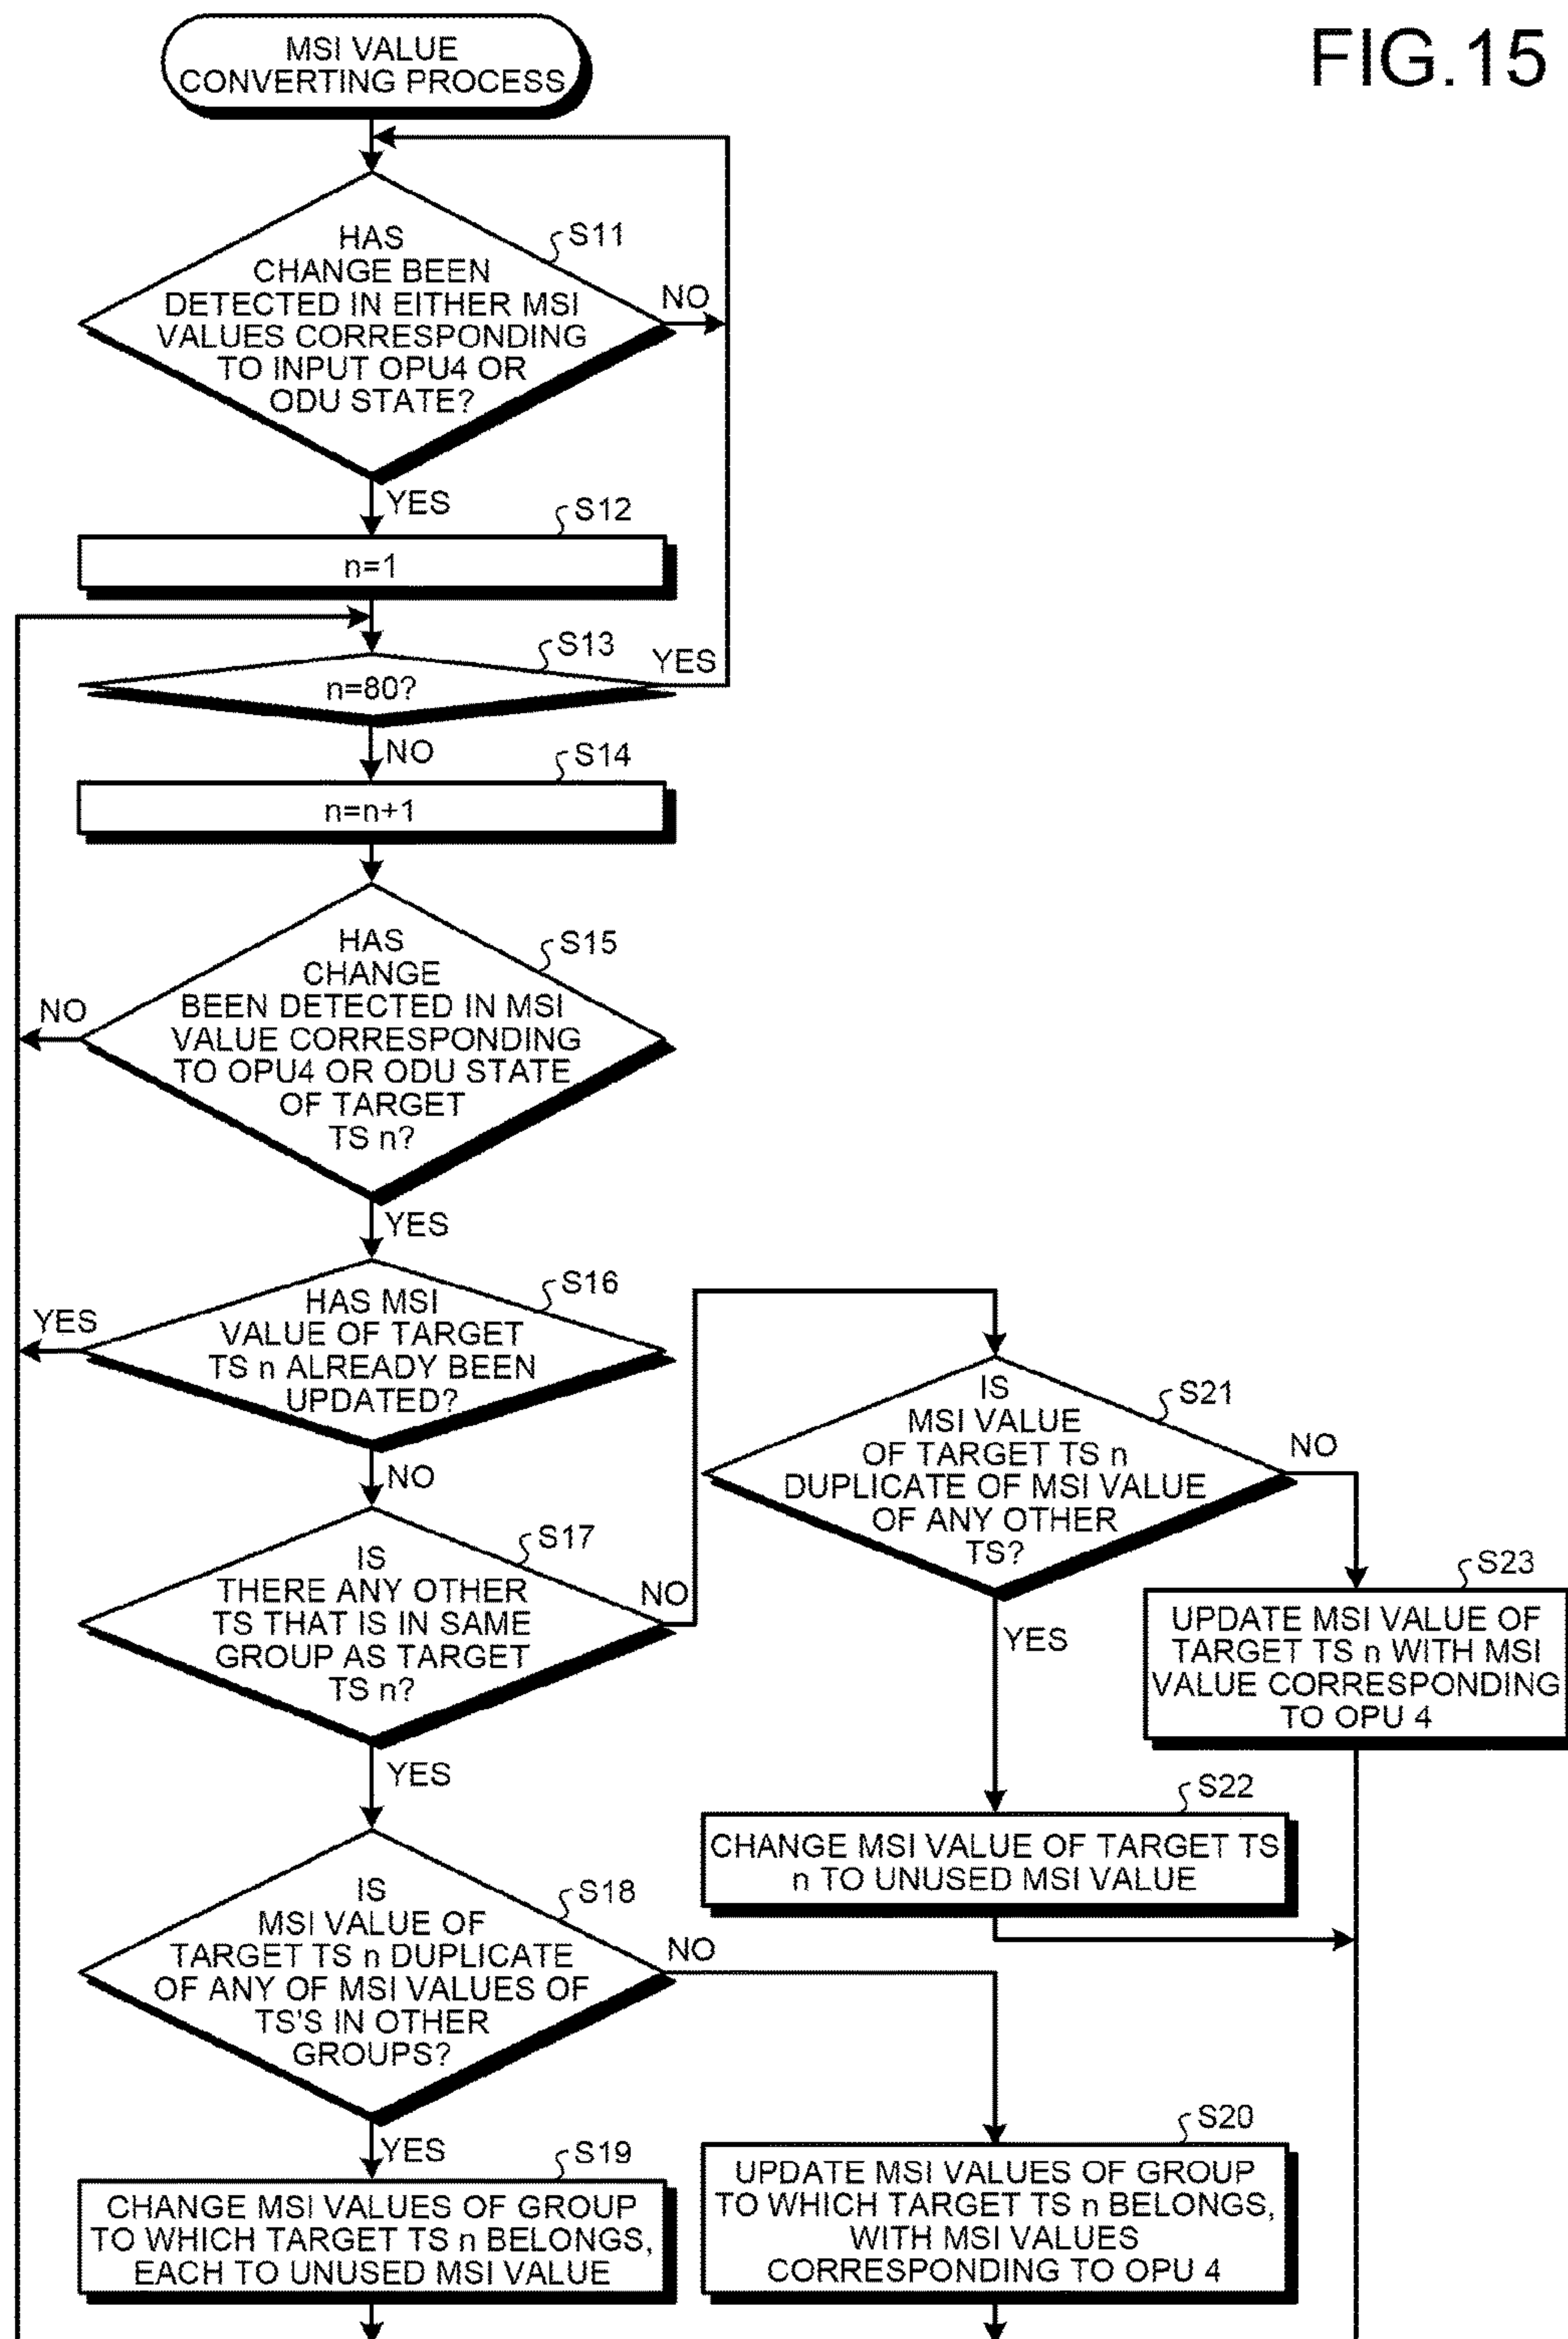 FIG.15
MSI VALUE
CONVERTING PROCESS
HAS
CHANGE BEEN
DETECTED IN EITHER MSI
VALUES CORRESPONDING
TO INPUT OPU4 OR
ODU STATE?
S11
NO
YES
S12
n=1
S13
n=80?
YES
NO
S14
n=n+1
HAS
CHANGE
BEEN DETECTED IN MSI
VALUE CORRESPONDING
TO OPU4 OR ODU STATE
OF TARGET
TS n?
S15
NO
YES
HAS MSI
VALUE OF TARGET
TS n ALREADY BEEN
UPDATED?
S16
YES
NO
IS
THERE ANY OTHER
TS THAT IS IN SAME
GROUP AS TARGET
TS n?
S17
NO
YES
IS
MSI VALUE
OF TARGET TS n
DUPLICATE OF MSI VALUE
OF ANY OTHER
TS?
S21
NO
YES
S23
UPDATE MSI VALUE OF
TARGET TS n WITH MSI
VALUE CORRESPONDING
TO OPU 4
S22
CHANGE MSI VALUE OF TARGET TS
n TO UNUSED MSI VALUE
IS
MSI VALUE OF
TARGET TS n DUPLICATE
OF ANY OF MSI VALUES OF
TS'S IN OTHER
GROUPS?
S18
NO
YES
S19
CHANGE MSI VALUES OF GROUP
TO WHICH TARGET TS n BELONGS,
EACH TO UNUSED MSI VALUE
S20
UPDATE MSI VALUES OF GROUP
TO WHICH TARGET TS n BELONGS,
WITH MSI VALUES
CORRESPONDING TO OPU 4